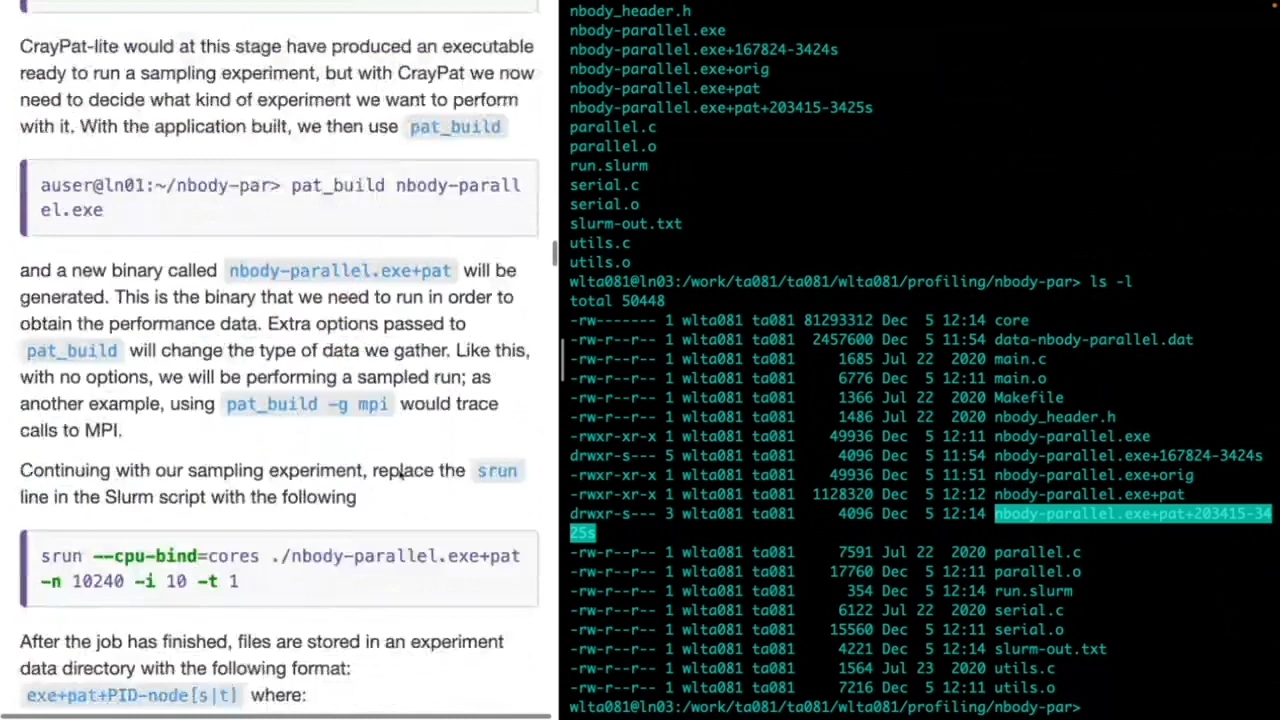 CrayPat-lite would at this stage have produced an executable
ready to run a sampling experiment, but with CrayPat we now
need to decide what kind of experiment we want to perform
with it. With the application built, we then use pat_build
auser@ln01:~/nbody-par> pat_build nbody-parall
el.exe
and a new binary called nbody-parallel.exe+pat will be
generated. This is the binary that we need to run in order to
obtain the performance data. Extra options passed to
pat_build will change the type of data we gather. Like this,
with no options, we will be performing a sampled run; as
another example, using pat_build -g mpi would trace
calls to MPI.
Continuing with our sampling experiment, replace the srun
line in the Slurm script with the following
srun --cpu-bind=cores ./nbody-parallel.exe+pat
-n 10240 -i 10 -t 1
After the job has finished, files are stored in an experiment
data directory with the following format:
exe+pat+PID-node[s|t] where:
nbody_header.h
nbody-parallel.exe
nbody-parallel.exe+167824-3424s
nbody-parallel.exe+orig
nbody-parallel.exe+pat
nbody-parallel.exe+pat+203415-3425s
parallel.c
parallel.o
run.slurm
serial.c
serial.o
slurm-out.txt
utils.c
utils.o
wlta081@ln03:/work/ta081/ta081/wlta081/profiling/nbody-par> ls -l
total 50448
-rw------- 1 wlta081 ta081 81293312 Dec  5 12:14 core
-rw-r--r-- 1 wlta081 ta081  2457600 Dec  5 11:54 data-nbody-parallel.dat
-rw-r--r-- 1 wlta081 ta081     1685 Jul 22  2020 main.c
-rw-r--r-- 1 wlta081 ta081     6776 Dec  5 12:11 main.o
-rw-r--r-- 1 wlta081 ta081     1366 Jul 22  2020 Makefile
-rw-r--r-- 1 wlta081 ta081     1486 Jul 22  2020 nbody_header.h
-rwxr-xr-x 1 wlta081 ta081    49936 Dec  5 12:11 nbody-parallel.exe
drwxr-s--- 5 wlta081 ta081     4096 Dec  5 11:54 nbody-parallel.exe+167824-3424s
-rwxr-xr-x 1 wlta081 ta081    49936 Dec  5 11:51 nbody-parallel.exe+orig
-rwxr-xr-x 1 wlta081 ta081  1128320 Dec  5 12:12 nbody-parallel.exe+pat
drwxr-s--- 3 wlta081 ta081     4096 Dec  5 12:14 nbody-parallel.exe+pat+203415-34
25s
-rw-r--r-- 1 wlta081 ta081     7591 Jul 22  2020 parallel.c
-rw-r--r-- 1 wlta081 ta081    17760 Dec  5 12:11 parallel.o
-rw-r--r-- 1 wlta081 ta081      354 Dec  5 12:14 run.slurm
-rw-r--r-- 1 wlta081 ta081     6122 Jul 22  2020 serial.c
-rw-r--r-- 1 wlta081 ta081    15560 Dec  5 12:11 serial.o
-rw-r--r-- 1 wlta081 ta081     4221 Dec  5 12:14 slurm-out.txt
-rw-r--r-- 1 wlta081 ta081     1564 Jul 23  2020 utils.c
-rw-r--r-- 1 wlta081 ta081     7216 Dec  5 12:11 utils.o
wlta081@ln03:/work/ta081/ta081/wlta081/profiling/nbody-par>